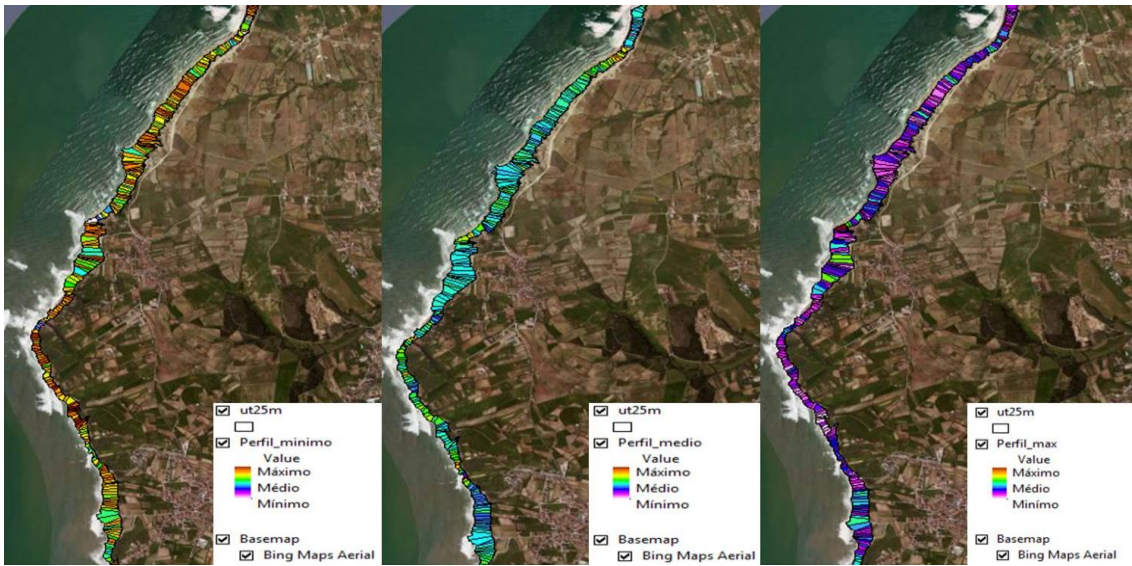 ut25m
Perfil_minimo
Value
Máximo
Médio
Mínimo
Basemap
Bing Maps Aerial
ut25m
Perfil_medio
Value
Máximo
Médio
Mínimo
Basemap
Bing Maps Aerial
ut25m
Perfil_max
Value
Máximo
Médio
Minímo
Basemap
Bing Maps Aerial